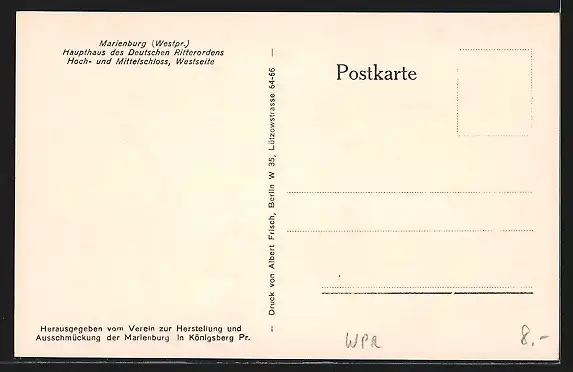 Marienburg (Westpr.)
Haupthaus des Deutschen Ritterordens
Hoch- und Mittelschloss, Westseite
Herausgegeben vom Verein zur Herstellung und
Ausschmückung der Marienburg in Königsberg Pr.
— Druck von Albert Frisch, Berlin W 35, Lützowstrasse 64-66 —
Postkarte
WPR
8,-